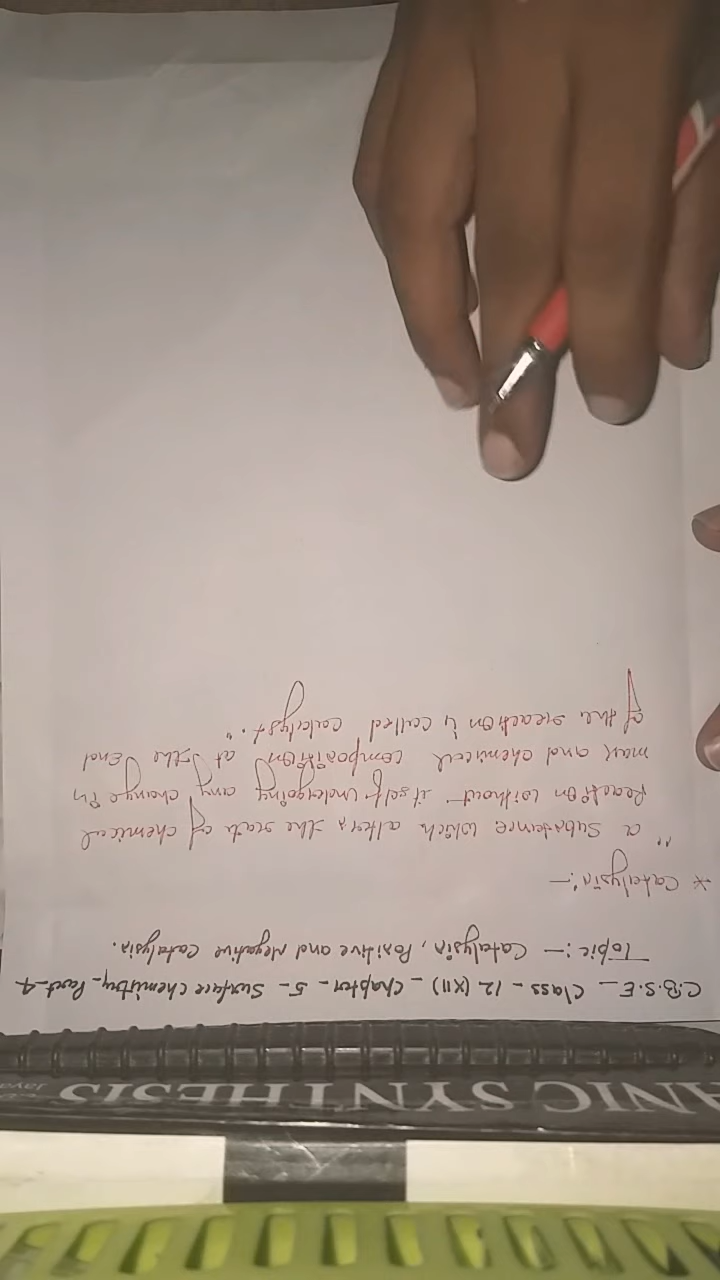 ANIC SYNTHESIS
C.B.S.E - Class - 12 (XII) - Chapter - 5 - Surface Chemistry - Part-4
Topic:- Catalysis, Positive and Negative Catalysis.
* Catalysis:-
"a Substance which alters the rate of chemical
Reaction without itself undergoing any change in
mass and chemical composition at the End
of the reaction is called catalyst."